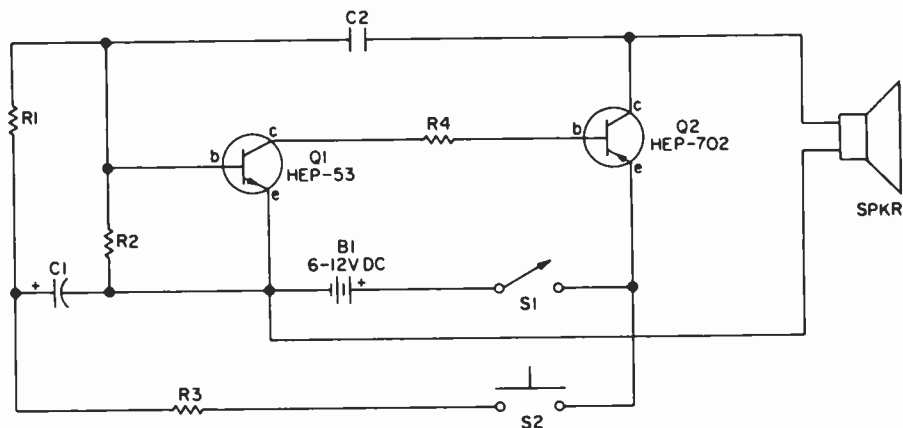 C2
R1
c
R4
b
Q1
HEP-53
e
b
c
Q2
HEP-702
e
SPKR
R2
C1
+
B1
6-12V DC
+
S1
R3
S2